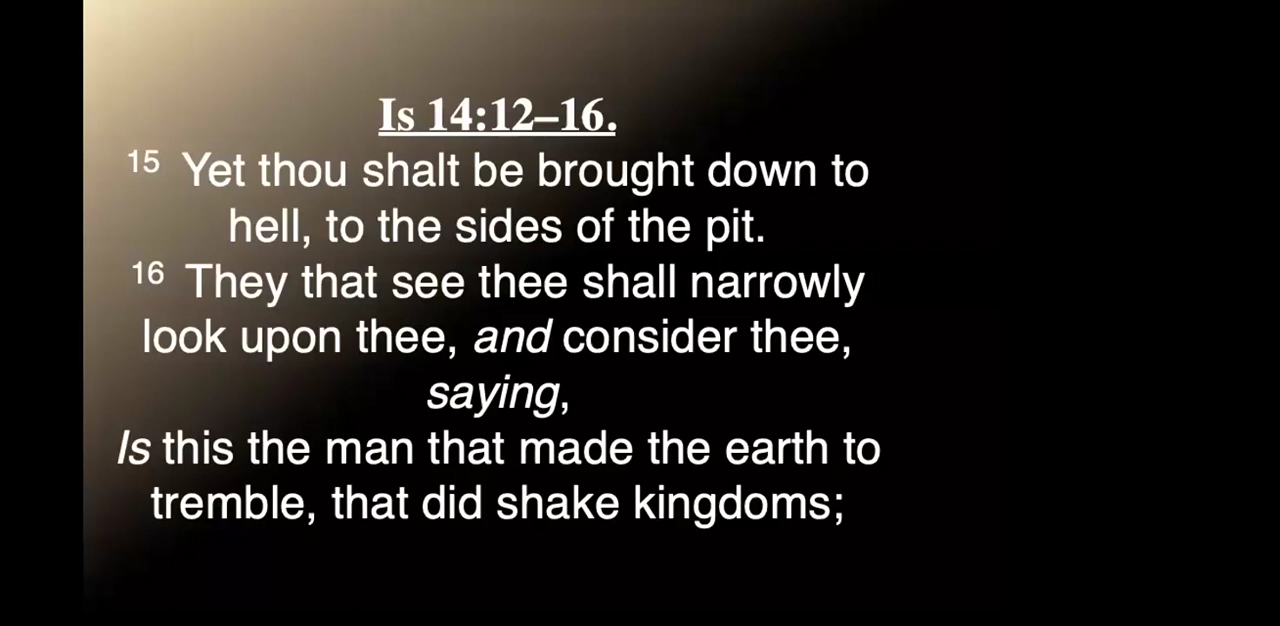 Is 14:12–16.
15 Yet thou shalt be brought down to
hell, to the sides of the pit.
16 They that see thee shall narrowly
look upon thee, and consider thee,
saying,
Is this the man that made the earth to
tremble, that did shake kingdoms;